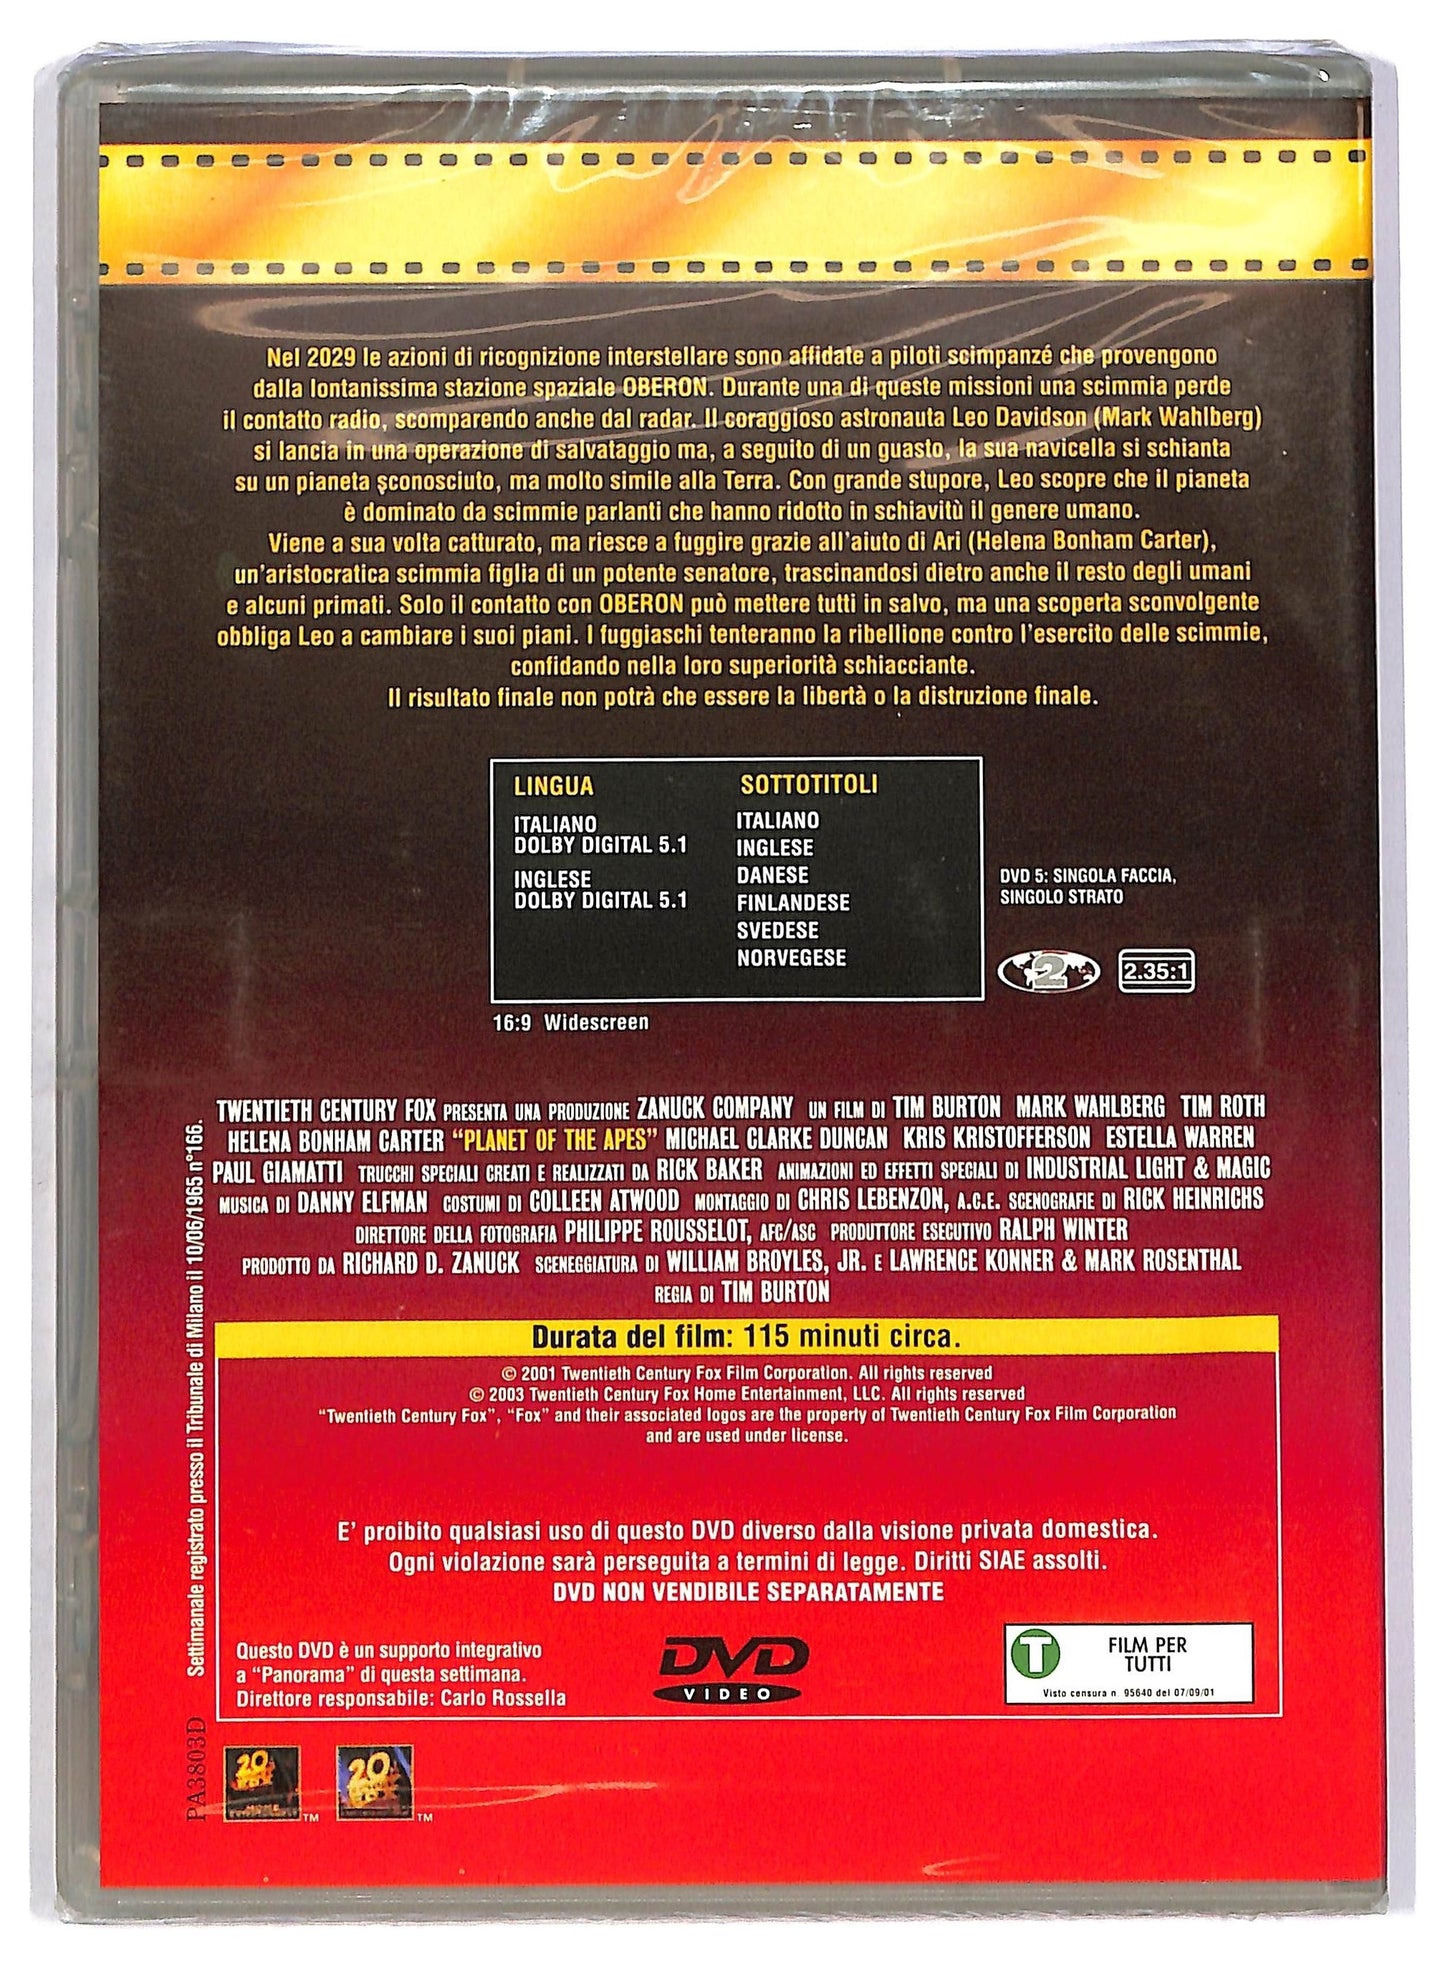 Nel 2029 le azioni di ricognizione interstellare sono affidate a piloti scimpanzé che provengono
dalla lontanissima stazione spaziale OBERON. Durante una di queste missioni una scimmia perde
il contatto radio, scomparendo anche dal radar. Il coraggioso astronauta Leo Davidson (Mark Wahlberg)
si lancia in una operazione di salvataggio ma, a seguito di un guasto, la sua navicella si schianta
su un pianeta sconosciuto, ma molto simile alla Terra. Con grande stupore, Leo scopre che il pianeta
è dominato da scimmie parlanti che hanno ridotto in schiavitù il genere umano.
Viene a sua volta catturato, ma riesce a fuggire grazie all'aiuto di Ari (Helena Bonham Carter),
un'aristocratica scimmia figlia di un potente senatore, trascinandosi dietro anche il resto degli umani
e alcuni primati. Solo il contatto con OBERON può mettere tutti in salvo, ma una scoperta sconvolgente
obbliga Leo a cambiare i suoi piani. I fuggiaschi tenteranno la ribellione contro l'esercito delle scimmie,
confidando nella loro superiorità schiacciante.
Il risultato finale non potrà che essere la libertà o la distruzione finale.
LINGUA
ITALIANO
DOLBY DIGITAL 5.1
INGLESE
DOLBY DIGITAL 5.1
SOTTOTITOLI
ITALIANO
INGLESE
DANESE
FINLANDESE
SVEDESE
NORVEGESE
DVD 5: SINGOLA FACCIA,
SINGOLO STRATO
2
2.35:1
16:9 Widescreen
TWENTIETH CENTURY FOX PRESENTA UNA PRODUZIONE ZANUCK COMPANY UN FILM DI TIM BURTON MARK WAHLBERG TIM ROTH
HELENA BONHAM CARTER "PLANET OF THE APES" MICHAEL CLARKE DUNCAN KRIS KRISTOFFERSON ESTELLA WARREN
PAUL GIAMATTI TRUCCHI SPECIALI CREATI E REALIZZATI DA RICK BAKER ANIMAZIONI ED EFFETTI SPECIALI DI INDUSTRIAL LIGHT & MAGIC
MUSICA DI DANNY ELFMAN COSTUMI DI COLLEEN ATWOOD MONTAGGIO DI CHRIS LEBENZON, A.C.E. SCENOGRAFIE DI RICK HEINRICHS
DIRETTORE DELLA FOTOGRAFIA PHILIPPE ROUSSELOT, AFC/ASC PRODUTTORE ESECUTIVO RALPH WINTER
PRODOTTO DA RICHARD D. ZANUCK SCENEGGIATURA DI WILLIAM BROYLES, JR. E LAWRENCE KONNER & MARK ROSENTHAL
REGIA DI TIM BURTON
Durata del film: 115 minuti circa.
© 2001 Twentieth Century Fox Film Corporation. All rights reserved
© 2003 Twentieth Century Fox Home Entertainment, LLC. All rights reserved
"Twentieth Century Fox", "Fox" and their associated logos are the property of Twentieth Century Fox Film Corporation
and are used under license.
E' proibito qualsiasi uso di questo DVD diverso dalla visione privata domestica.
Ogni violazione sarà perseguita a termini di legge. Diritti SIAE assolti.
DVD NON VENDIBILE SEPARATAMENTE
Questo DVD è un supporto integrativo
a "Panorama" di questa settimana.
Direttore responsabile: Carlo Rossella
DVD
VIDEO
T
FILM PER
TUTTI
Visto censura n. 95640 del 07/09/01
Settimanale registrato presso il Tribunale di Milano il 10/06/1965 n°166.
PA3803D
20 TM
20 TM